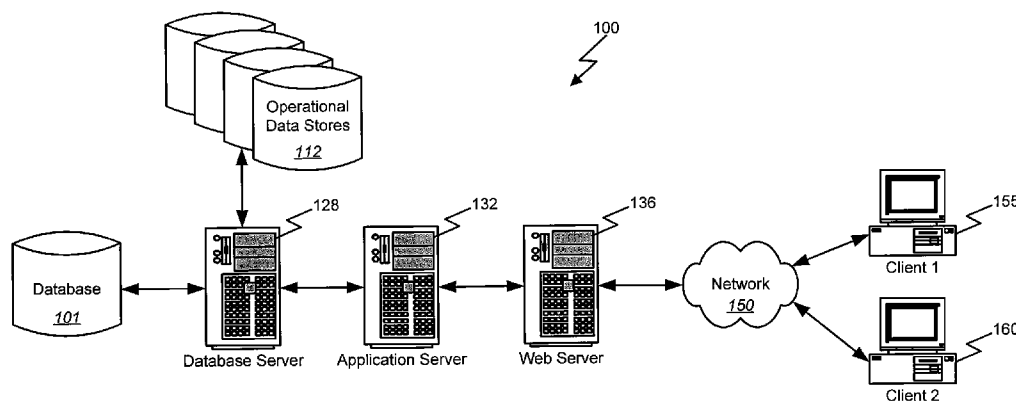 100
Operational
Data Stores
112
128
132
136
155
Client 1
Database
101
Network
150
Database Server
Application Server
Web Server
160
Client 2